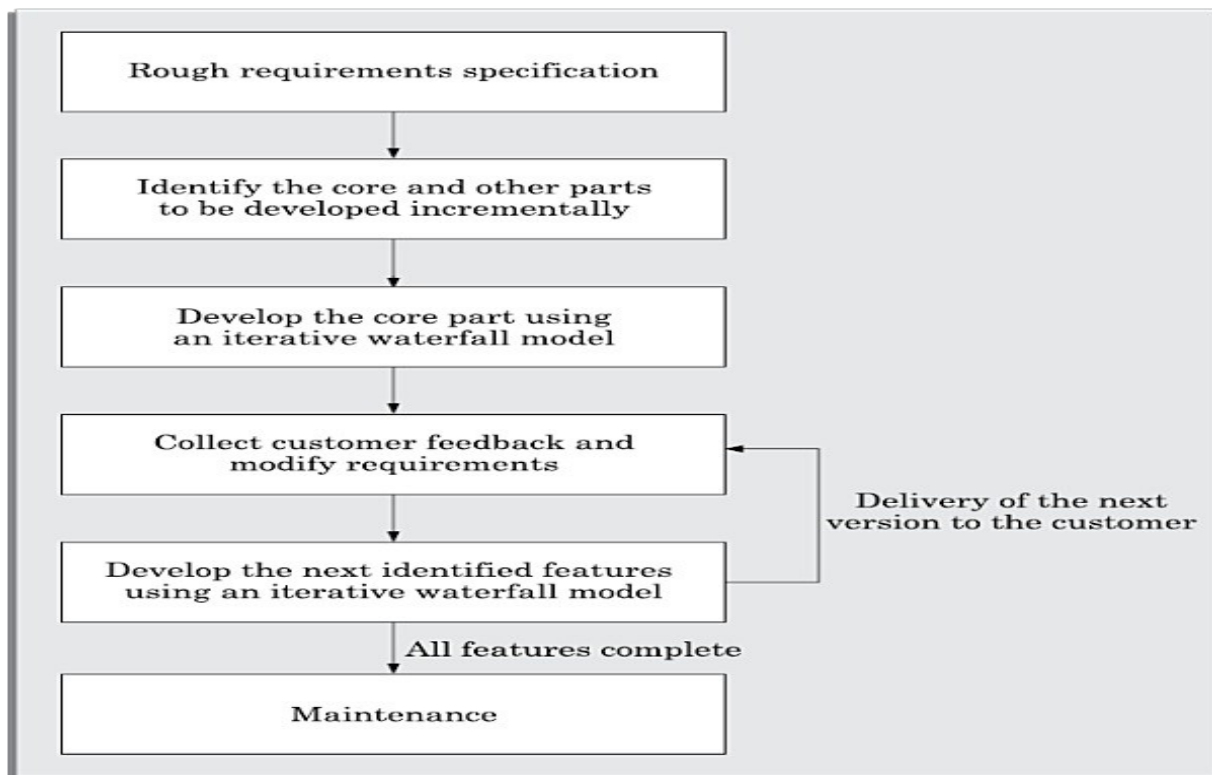 Rough requirements specification
Identify the core and other parts
to be developed incrementally
Develop the core part using
an iterative waterfall model
Collect customer feedback and
modify requirements
Delivery of the next
version to the customer
Develop the next identified features
using an iterative waterfall model
All features complete
Maintenance